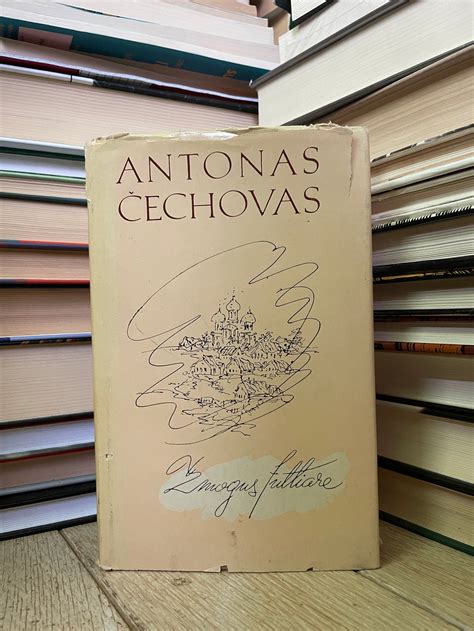 ANTONAS
ČECHOVAS
Žmogus futliare